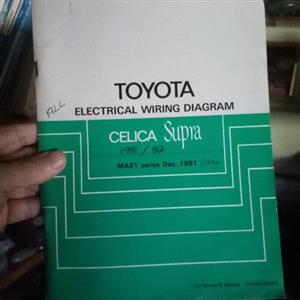 ALL
TOYOTA
ELECTRICAL WIRING DIAGRAM
CELICA Supra
1981/82
MA61 series Dec., 1981 /1982